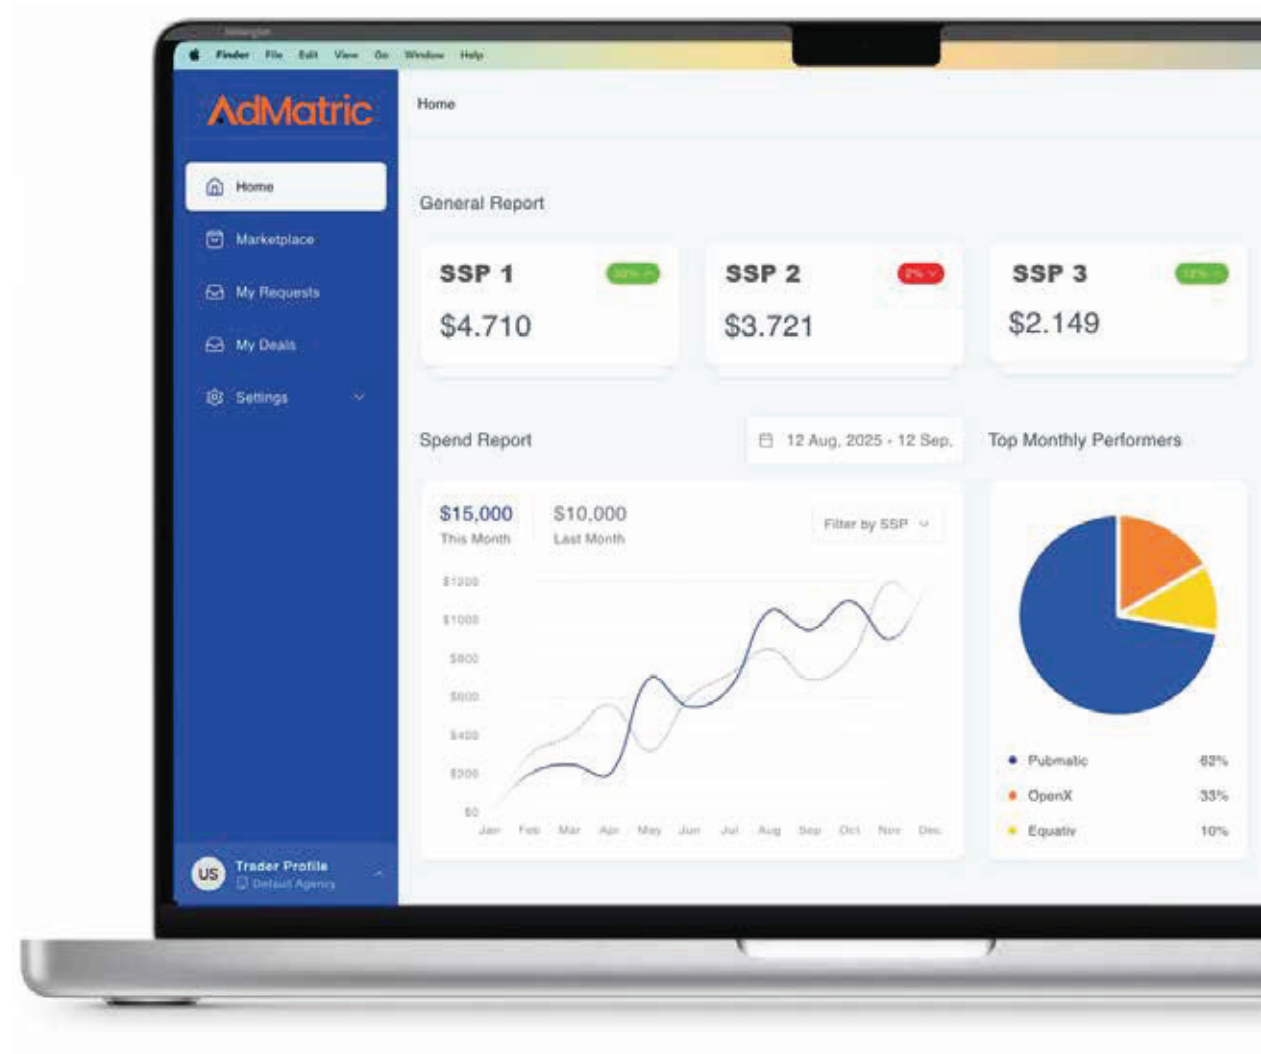 Finder File Edit View Go Window Help
AdMatric
Home
Home
Marketplace
My Requests
My Deals
Settings
General Report
SSP 1
$4.710
SSP 2
2%
$3.721
SSP 3
12%
$2.149
Spend Report
12 Aug, 2025 - 12 Sep,
Top Monthly Performers
$15,000
This Month
$10,000
Last Month
Filter by SSP
$1200
$1000
$800
$600
$400
$200
$0
Jan Feb Mar Apr May Jun Jul Aug Sep Oct Nov Dec
Pubmatic 62%
OpenX 33%
Equativ 10%
US
Trader Profile
Default Agency